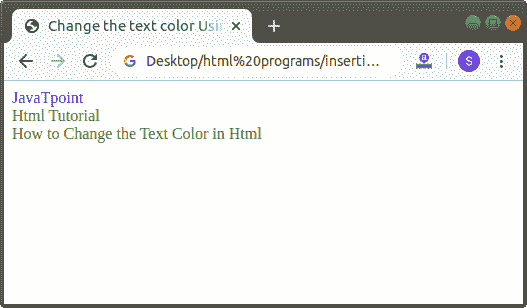 Change the text color Usin
Desktop/html%20programs/inserti...
S
JavaTpoint
Html Tutorial
How to Change the Text Color in Html